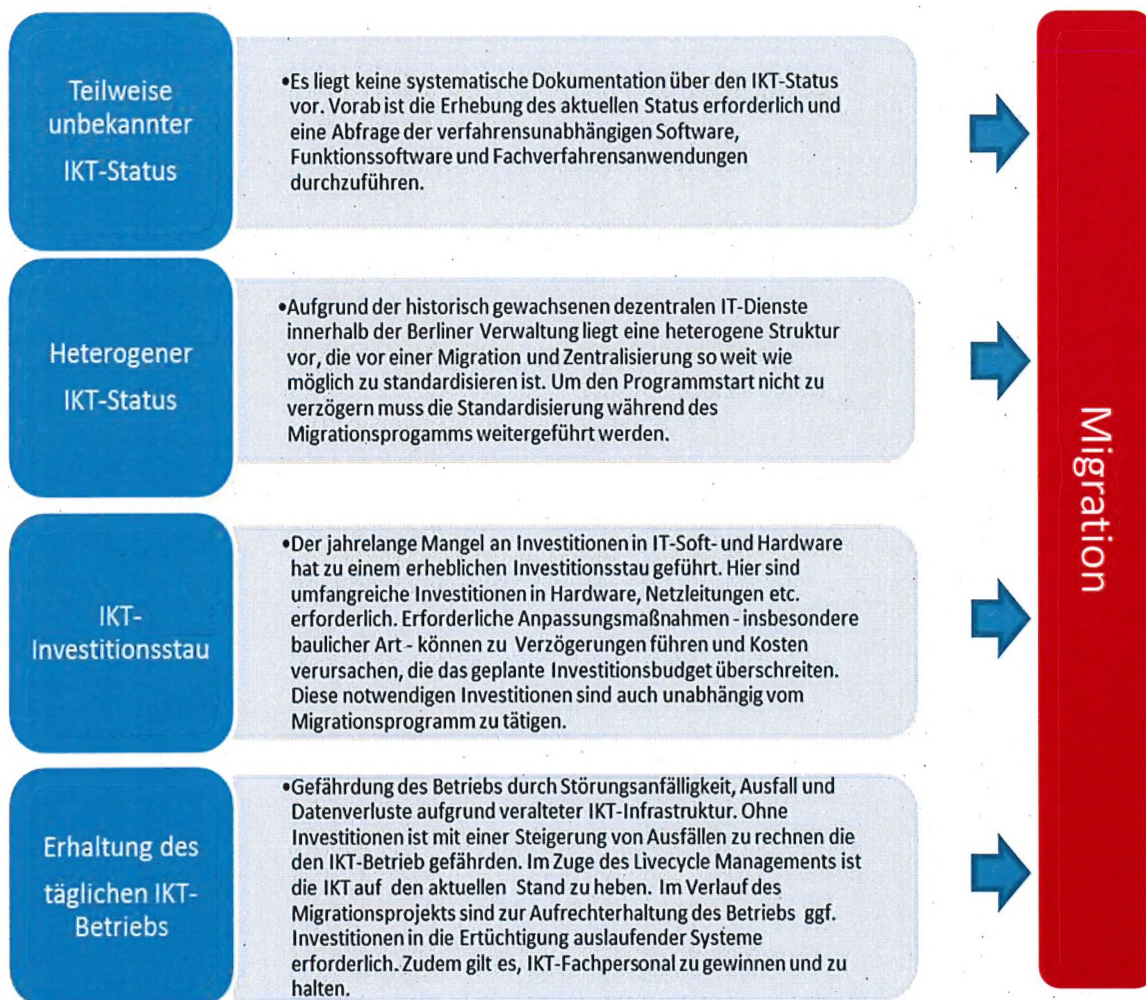 Teilweise
unbekannter
IKT-Status
•Es liegt keine systematische Dokumentation über den IKT-Status
vor. Vorab ist die Erhebung des aktuellen Status erforderlich und
eine Abfrage der verfahrensunabhängigen Software,
Funktionssoftware und Fachverfahrensanwendungen
durchzuführen.
Heterogener
IKT-Status
•Aufgrund der historisch gewachsenen dezentralen IT-Dienste
innerhalb der Berliner Verwaltung liegt eine heterogene Struktur
vor, die vor einer Migration und Zentralisierung so weit wie
möglich zu standardisieren ist. Um den Programmstart nicht zu
verzögern muss die Standardisierung während des
Migrationsprogamms weitergeführt werden.
IKT-
Investitionsstau
•Der jahrelange Mangel an Investitionen in IT-Soft- und Hardware
hat zu einem erheblichen Investitionsstau geführt. Hier sind
umfangreiche Investitionen in Hardware, Netzleitungen etc.
erforderlich. Erforderliche Anpassungsmaßnahmen - insbesondere
baulicher Art - können zu Verzögerungen führen und Kosten
verursachen, die das geplante Investitionsbudget überschreiten.
Diese notwendigen Investitionen sind auch unabhängig vom
Migrationsprogramm zu tätigen.
Erhaltung des
täglichen IKT-
Betriebs
•Gefährdung des Betriebs durch Störungsanfälligkeit, Ausfall und
Datenverluste aufgrund veralteter IKT-Infrastruktur. Ohne
Investitionen ist mit einer Steigerung von Ausfällen zu rechnen die
den IKT-Betrieb gefährden. Im Zuge des Livecycle Managements ist
die IKT auf den aktuellen Stand zu heben. Im Verlauf des
Migrationsprojekts sind zur Aufrechterhaltung des Betriebs ggf.
Investitionen in die Ertüchtigung auslaufender Systeme
erforderlich. Zudem gilt es, IKT-Fachpersonal zu gewinnen und zu
halten.
Migration